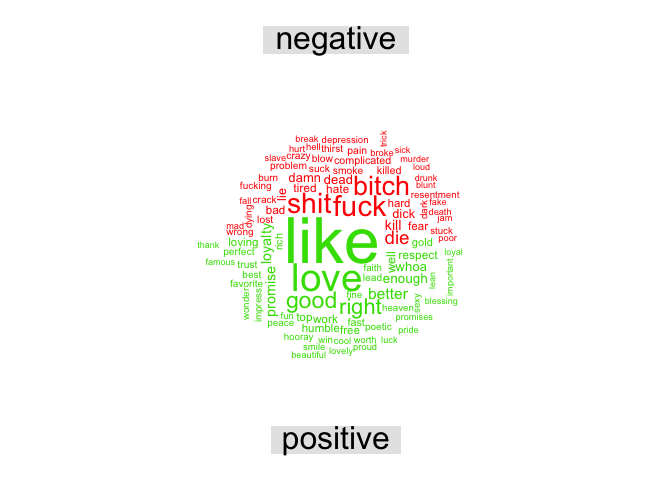 negative
trick
break depression
hurt hell thirst pain broke sick
slave crazy blow complicated murder
problem suck smoke killed loud
burn damn dead bitch drunk
fucking tired hate blunt
lie resentment
fall crack shit fuck hard dark fake
dying bad dick death
lost kill fear jam
mad wrong stuck
die poor
thank loving loyalty rich like gold
perfect well respect loyal
famous trust faith whoa important
best love lead enough lean
favorite promise
wonder impress good fine better sexy blessing
right heaven
fun top work fast promises
peace humble free poetic pride
hooray win cool worth luck
smile lovely proud
beautiful
positive